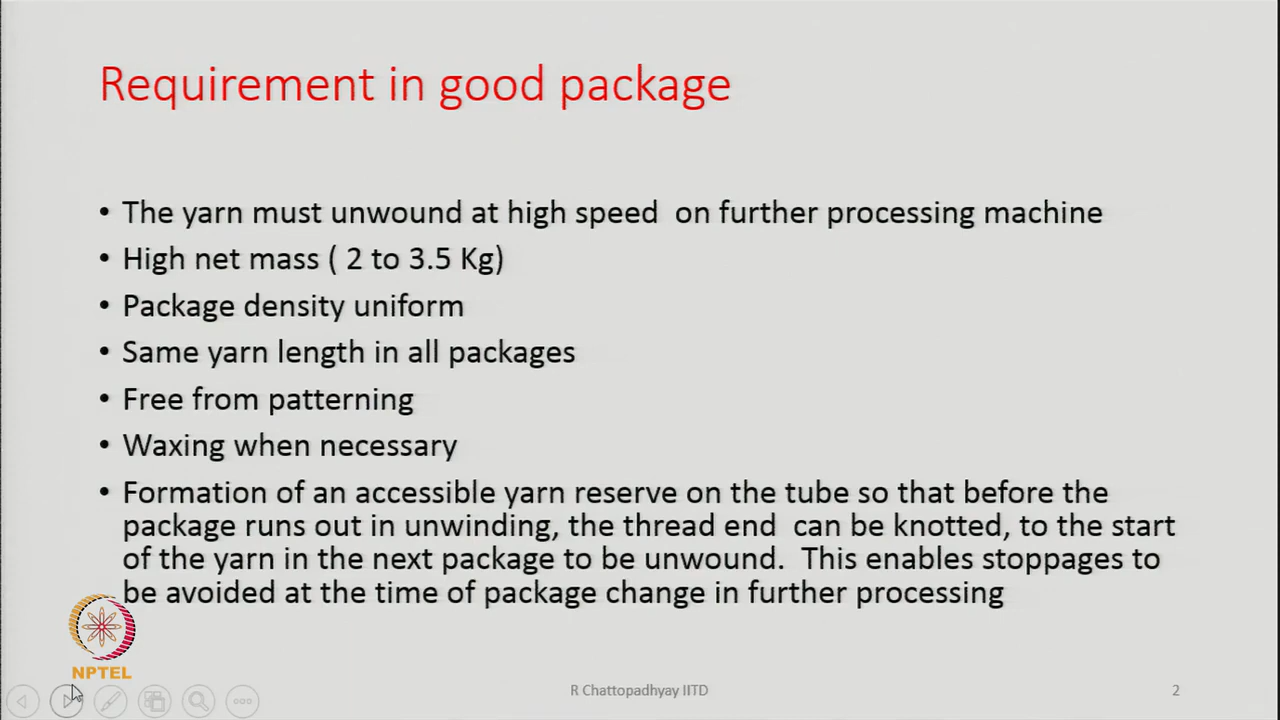 Requirement in good package
• The yarn must unwound at high speed on further processing machine
• High net mass ( 2 to 3.5 Kg)
• Package density uniform
• Same yarn length in all packages
• Free from patterning
• Waxing when necessary
• Formation of an accessible yarn reserve on the tube so that before the
package runs out in unwinding, the thread end can be knotted, to the start
of the yarn in the next package to be unwound. This enables stoppages to
be avoided at the time of package change in further processing
NPTEL
R Chattopadhyay IITD
2